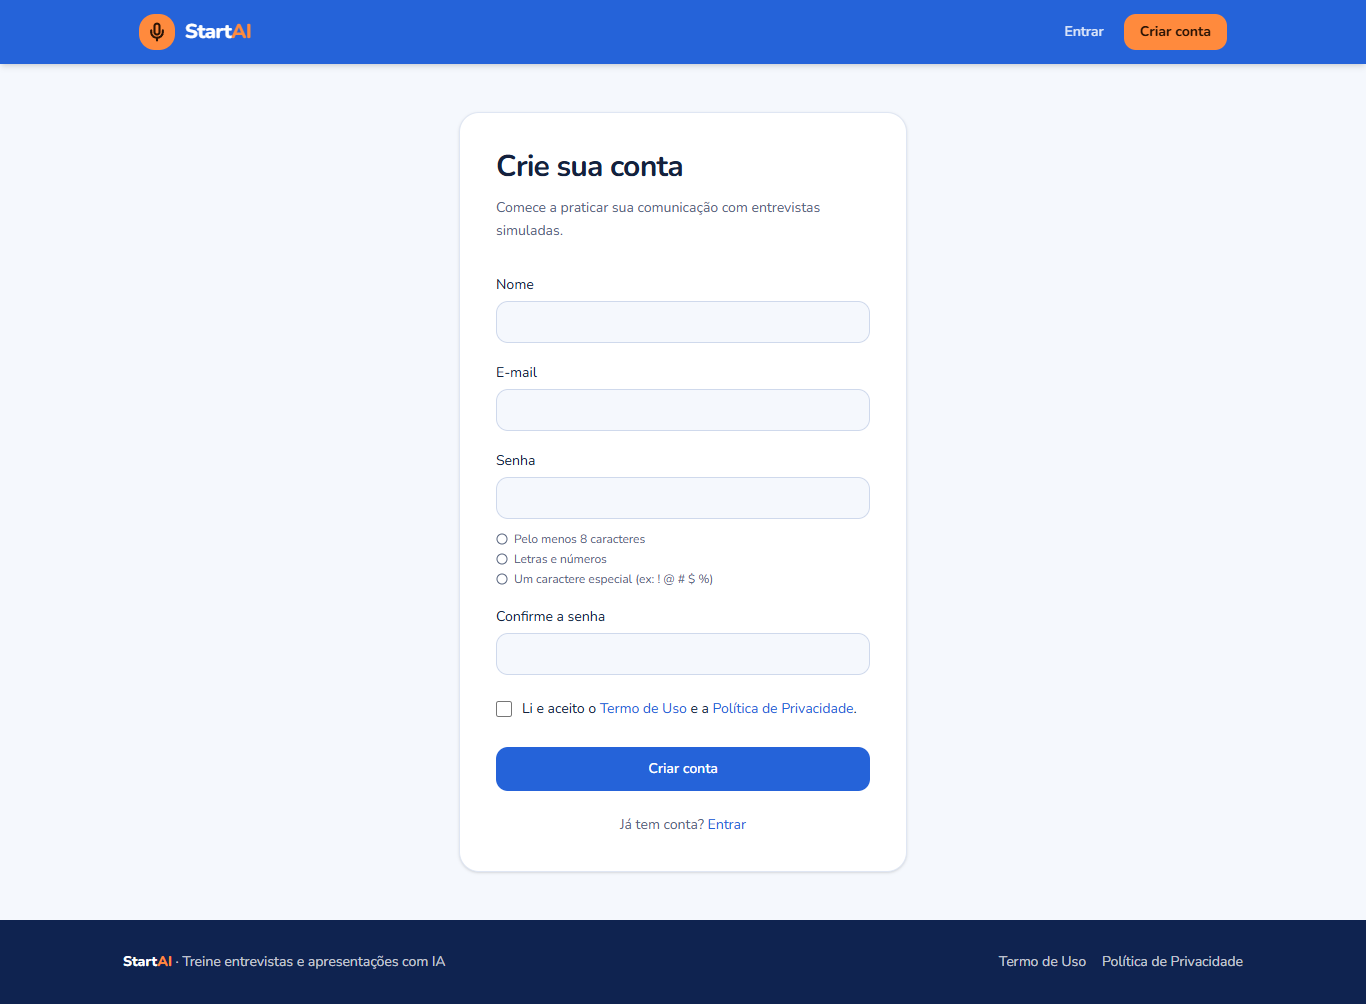 StartAI
Entrar
Criar conta
Crie sua conta
Comece a praticar sua comunicação com entrevistas
simuladas.
Nome
E-mail
Senha
Pelo menos 8 caracteres
Letras e números
Um caractere especial (ex: ! @ # $ %)
Confirme a senha
Li e aceito o Termo de Uso e a Política de Privacidade.
Criar conta
Já tem conta? Entrar
StartAI · Treine entrevistas e apresentações com IA
Termo de Uso
Política de Privacidade